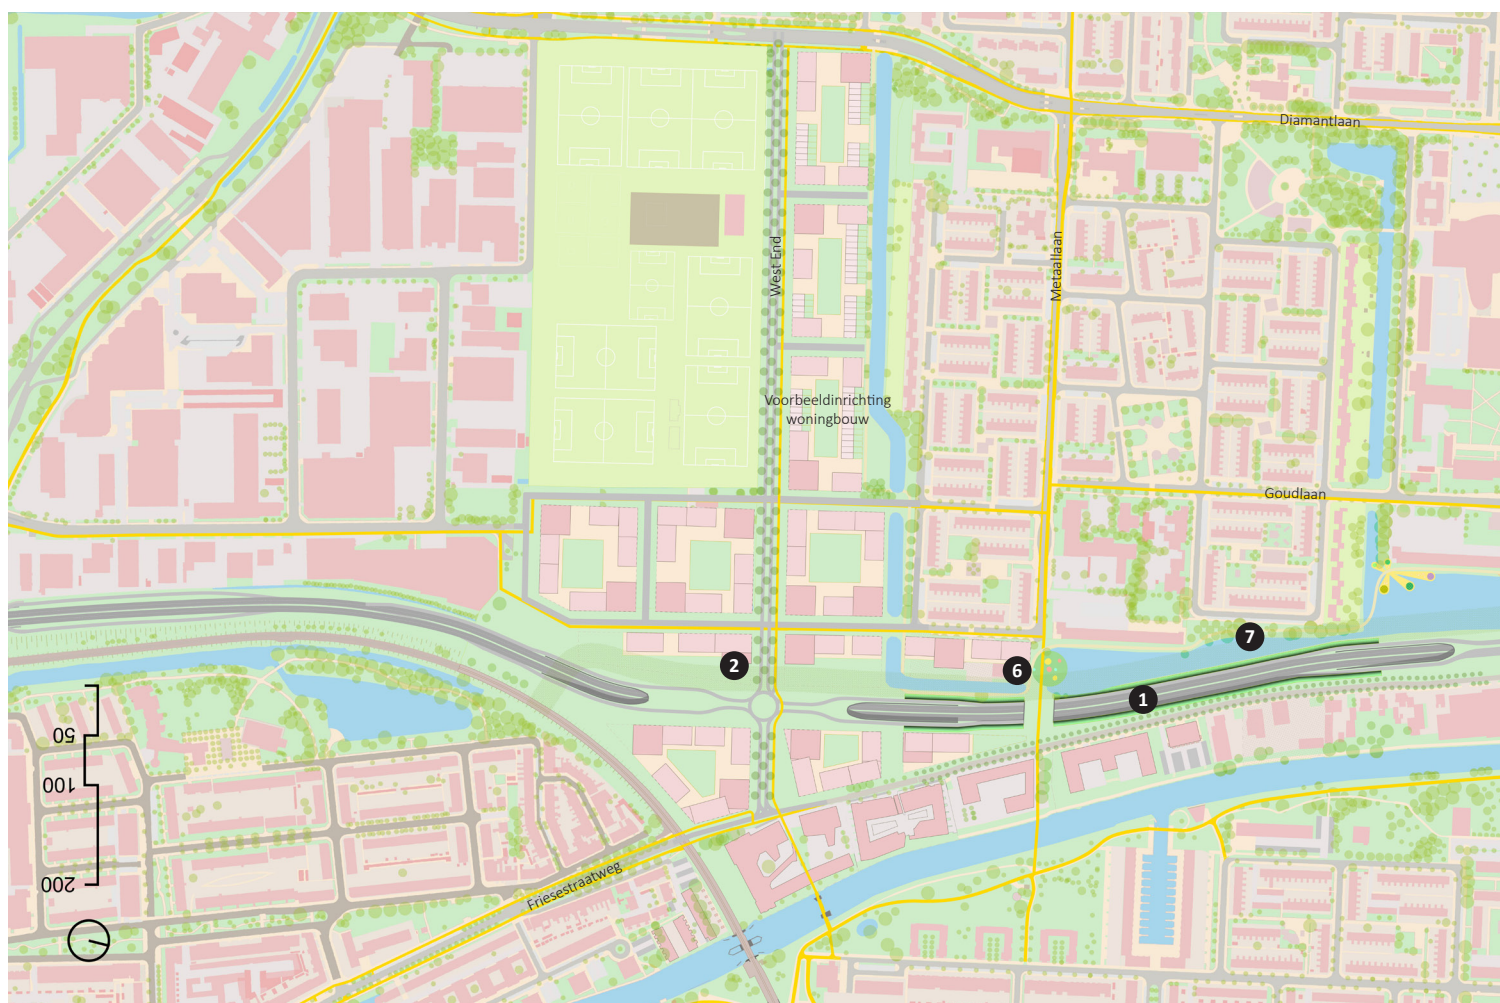 Diamantlaan
West End
Metaallaan
Voorbeeldinrichting
woningbouw
Goudlaan
7
2
6
1
50
100
200
Friesestraatweg